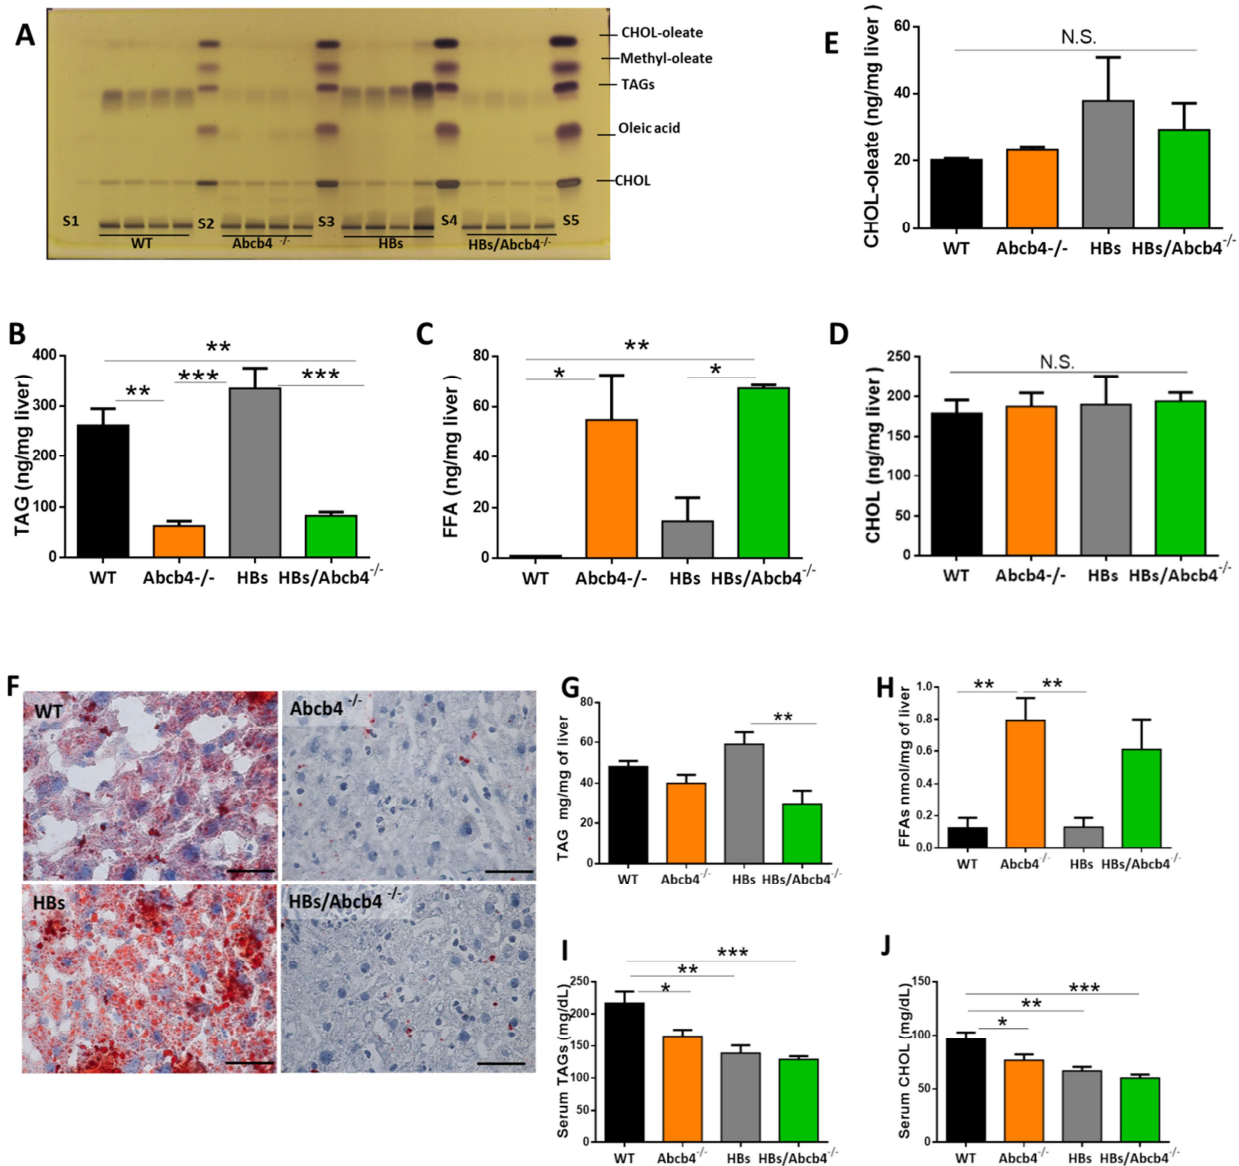 A
CHOL-oleate
Methyl-oleate
TAGs
Oleic acid
CHOL
S1 S2 S3 S4 S5
WT Abcb4 -/- HBs HBs/Abcb4-/-
E
CHOL-oleate (ng/mg liver )
60
40
20
0
N.S.
WT Abcb4-/- HBs HBs/Abcb4-/-
B
TAG (ng/mg liver)
400
300
200
100
0
**
** *** ***
WT Abcb4-/- HBs HBs/Abcb4-/-
C
FFA (ng/mg liver )
80
60
40
20
0
**
* *
WT Abcb4-/- HBs HBs/Abcb4-/-
D
CHOL (ng/mg liver )
250
200
150
100
50
0
N.S.
WT Abcb4-/- HBs HBs/Abcb4-/-
F
WT
Abcb4 -/-
HBs
HBs/Abcb4 -/-
G
TAG mg/mg of liver
80
60
40
20
0
**
WT Abcb4-/- HBs HBs/Abcb4-/-
H
FFAs nmol/mg of liver
1.0
0.8
0.6
0.4
0.2
0.0
** **
WT Abcb4-/- HBs HBs/Abcb4-/-
I
Serum TAGs (mg/dL)
250
200
150
100
50
0
***
**
*
WT Abcb4-/- HBs HBs/Abcb4-/-
J
Serum CHOL (mg/dL)
150
100
50
0
***
**
*
WT Abcb4-/- HBs HBs/Abcb4-/-